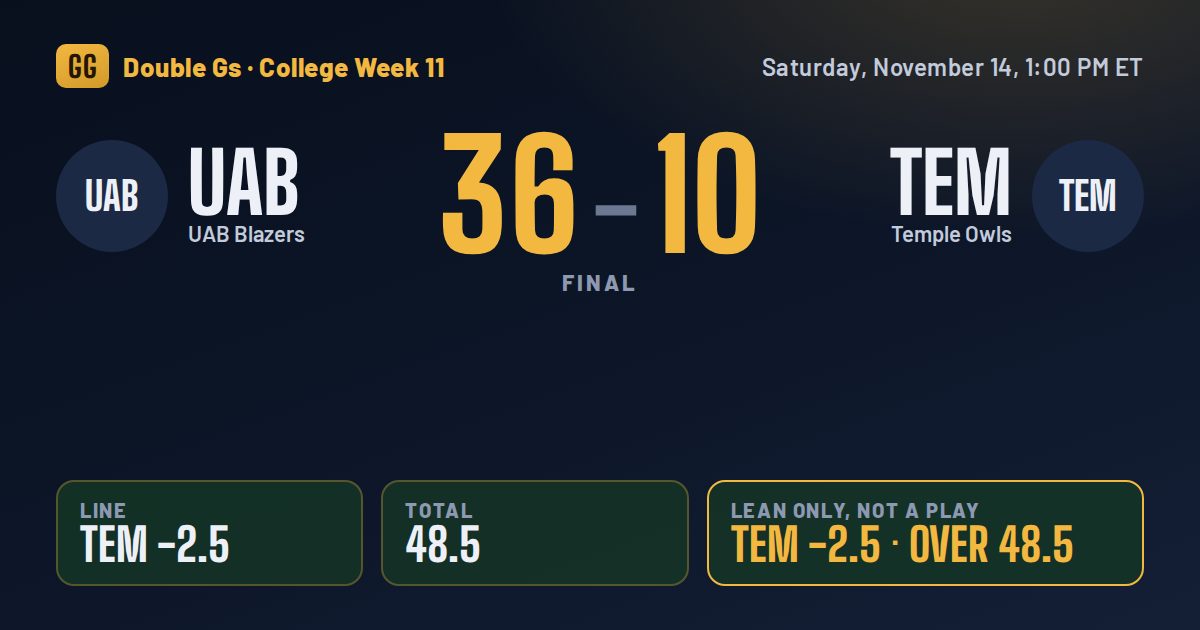 GG Double Gs · College Week 11
Saturday, November 14, 1:00 PM ET
UAB
UAB
UAB Blazers
36 – 10
FINAL
TEM
Temple Owls
TEM
LINE
TEM −2.5
TOTAL
48.5
LEAN ONLY, NOT A PLAY
TEM −2.5 · OVER 48.5